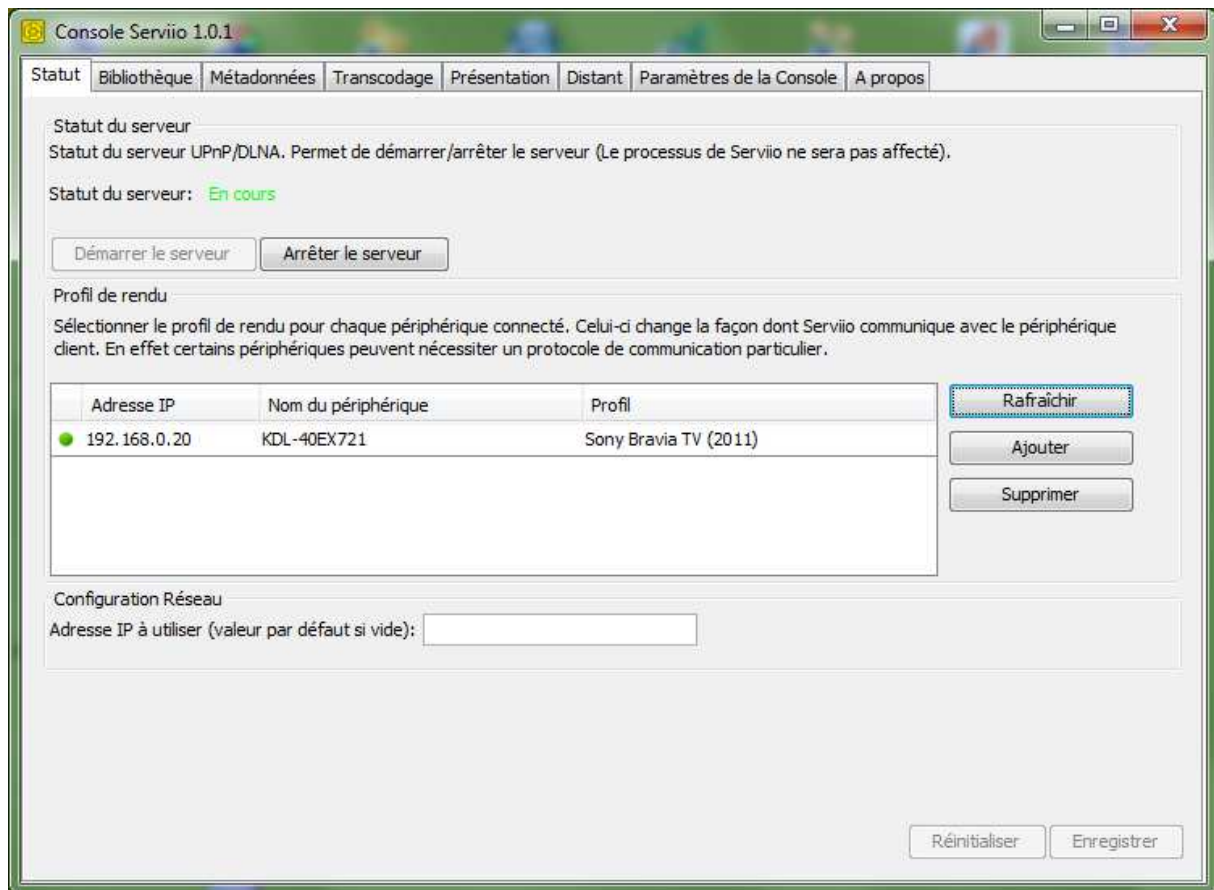 Console Serviio 1.0.1
Statut Bibliothèque Métadonnées Transcodage Présentation Distant Paramètres de la Console A propos
Statut du serveur
Statut du serveur UPnP/DLNA. Permet de démarrer/arrêter le serveur (Le processus de Serviio ne sera pas affecté).
Statut du serveur: En cours
Démarrer le serveur Arrêter le serveur
Profil de rendu
Sélectionner le profil de rendu pour chaque périphérique connecté. Celui-ci change la façon dont Serviio communique avec le périphérique
client. En effet certains périphériques peuvent nécessiter un protocole de communication particulier.
Adresse IP Nom du périphérique Profil
192.168.0.20 KDL-40EX721 Sony Bravia TV (2011)
Rafraîchir
Ajouter
Supprimer
Configuration Réseau
Adresse IP à utiliser (valeur par défaut si vide):
Réinitialiser Enregistrer